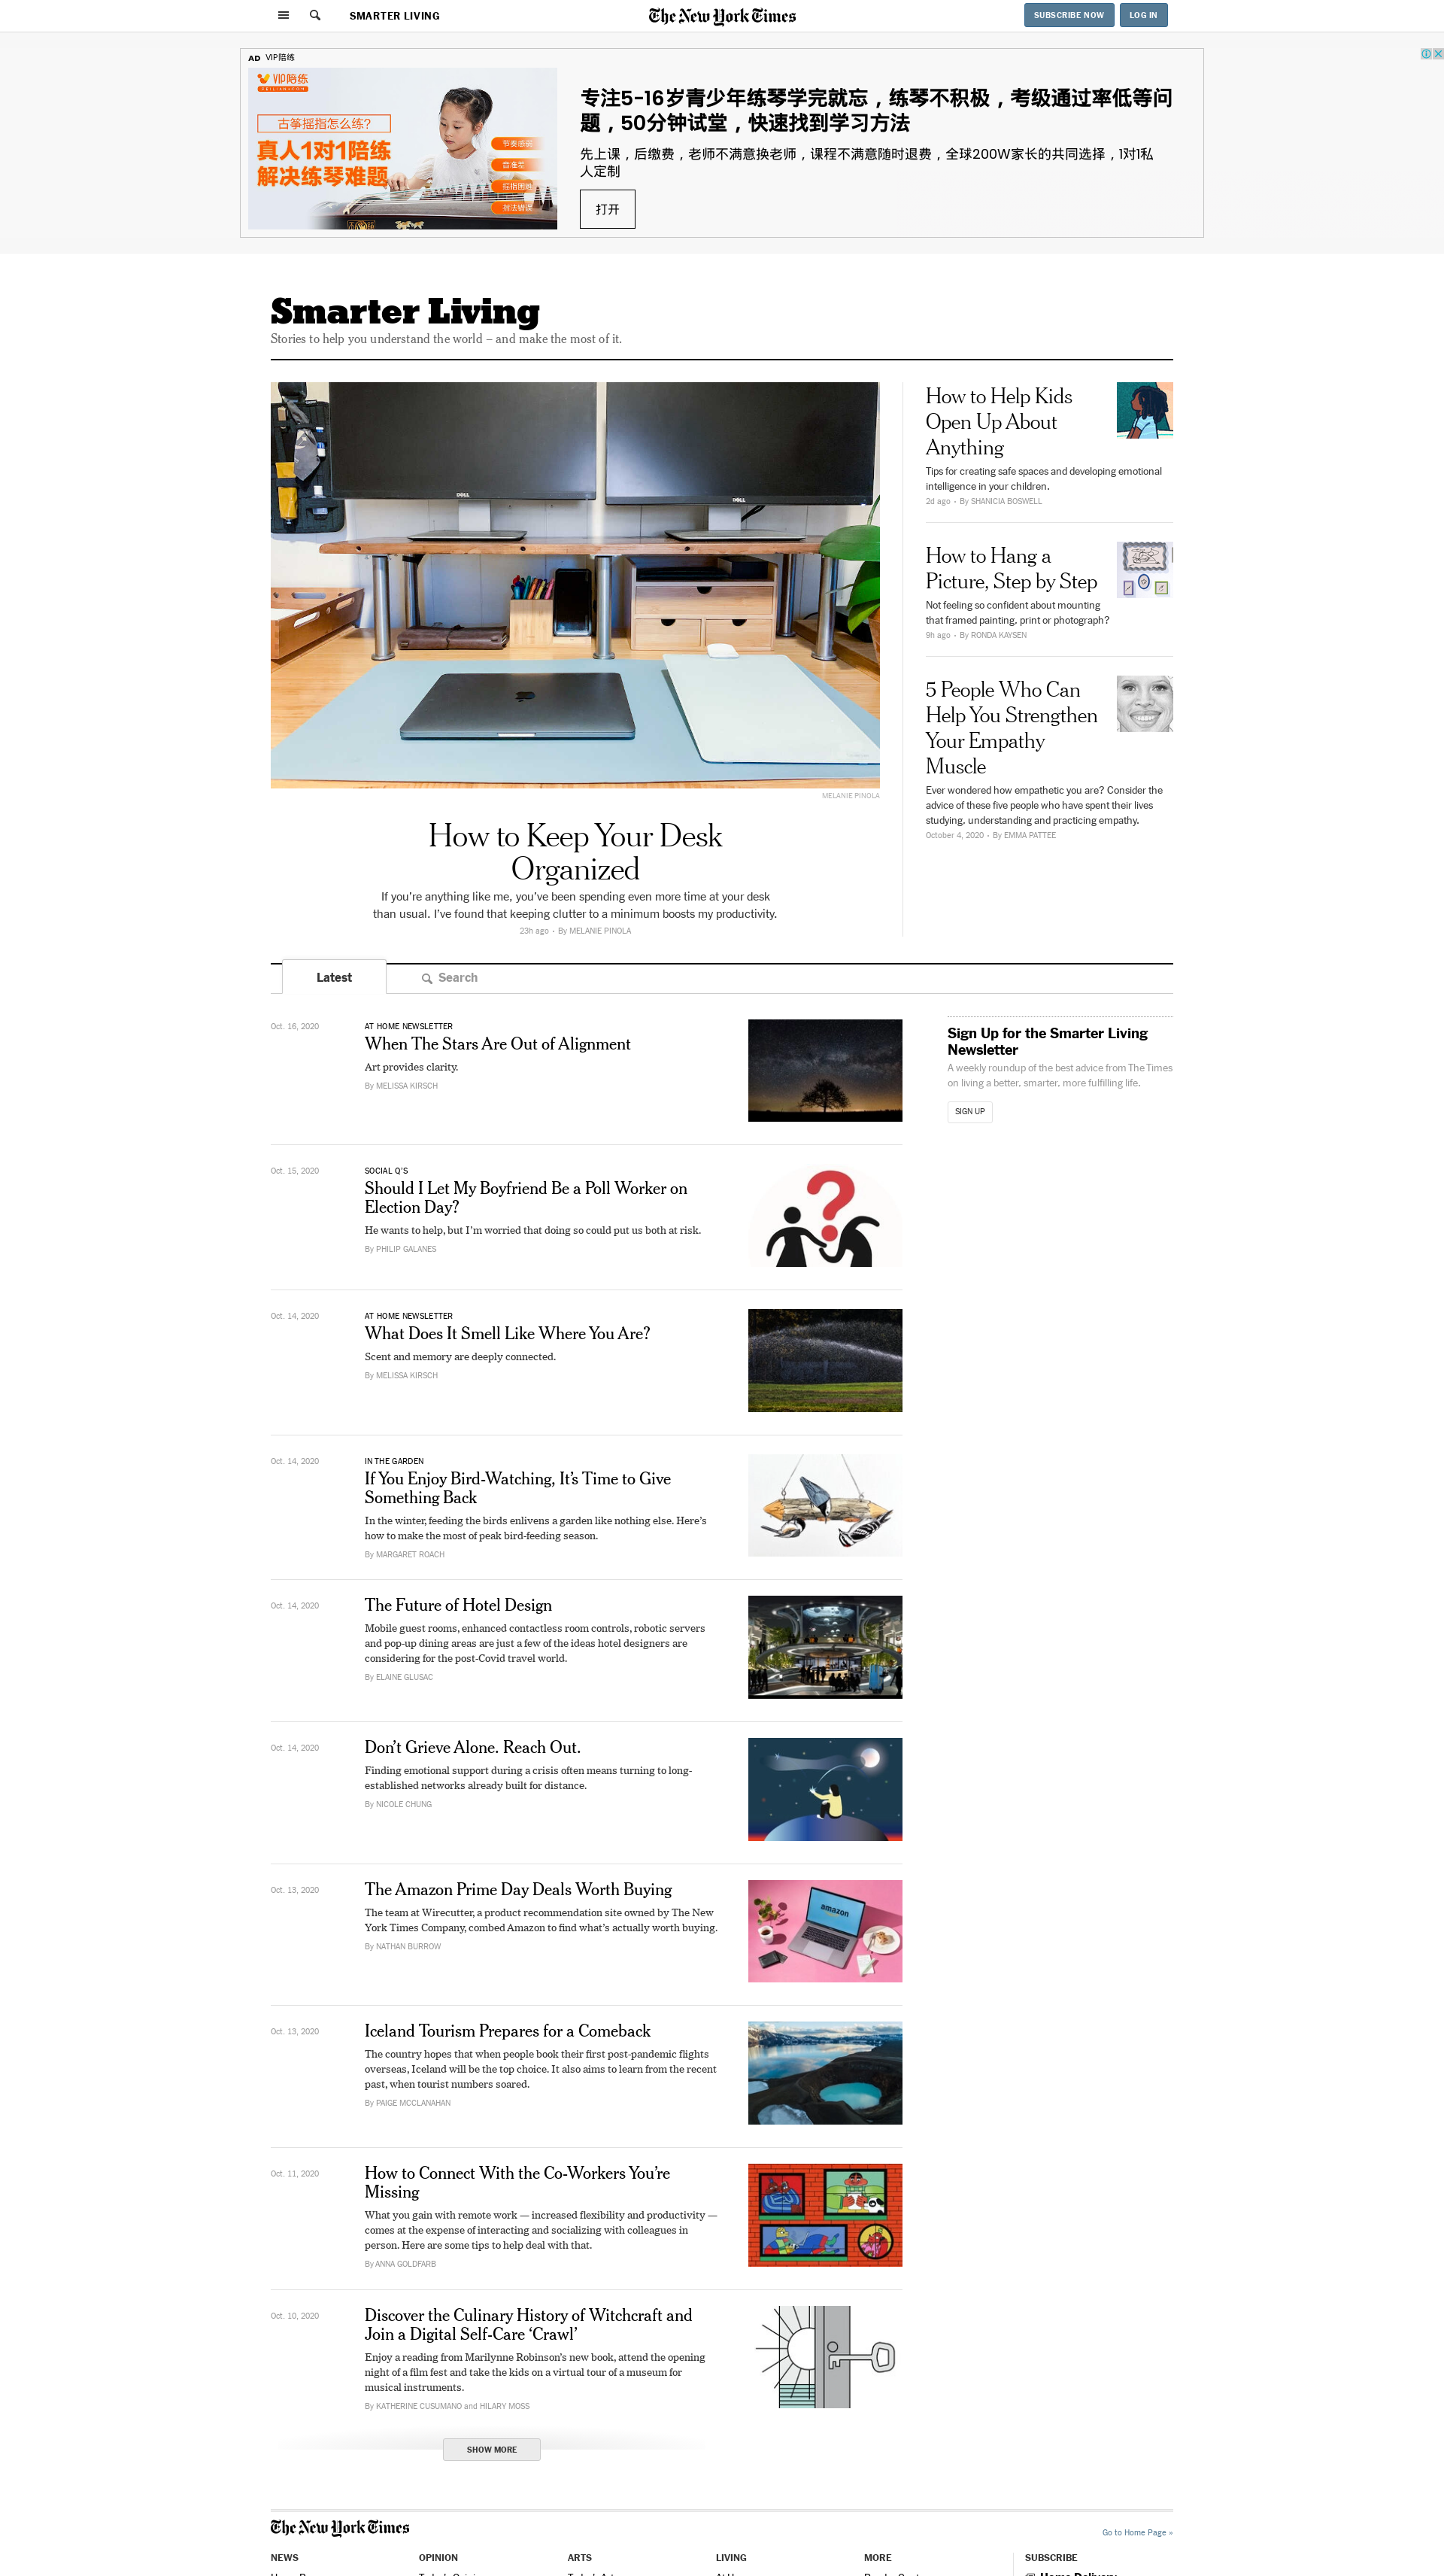 SMARTER LIVING
The New York Times
SUBSCRIBE NOW
LOG IN
AD VIP陪练
VIP陪练
PEILIAN.COM
古筝摇指怎么练?
真人1对1陪练
解决练琴难题
节奏感弱
音准差
摇指困难
指法错误
专注5-16岁青少年练琴学完就忘，练琴不积极，考级通过率低等问
题，50分钟试堂，快速找到学习方法
先上课，后缴费，老师不满意换老师，课程不满意随时退费，全球200W家长的共同选择，1对1私
人定制
打开
Smarter Living
Stories to help you understand the world – and make the most of it.
DELL
DELL
MELANIE PINOLA
How to Keep Your Desk
Organized
If you’re anything like me, you’ve been spending even more time at your desk
than usual. I’ve found that keeping clutter to a minimum boosts my productivity.
23h ago • By MELANIE PINOLA
How to Help Kids
Open Up About
Anything
Tips for creating safe spaces and developing emotional
intelligence in your children.
2d ago • By SHANICIA BOSWELL
How to Hang a
Picture, Step by Step
Not feeling so confident about mounting
that framed painting, print or photograph?
9h ago • By RONDA KAYSEN
5 People Who Can
Help You Strengthen
Your Empathy
Muscle
Ever wondered how empathetic you are? Consider the
advice of these five people who have spent their lives
studying, understanding and practicing empathy.
October 4, 2020 • By EMMA PATTEE
Latest
Search
Oct. 16, 2020
AT HOME NEWSLETTER
When The Stars Are Out of Alignment
Art provides clarity.
By MELISSA KIRSCH
Sign Up for the Smarter Living
Newsletter
A weekly roundup of the best advice from The Times
on living a better, smarter, more fulfilling life.
SIGN UP
Oct. 15, 2020
SOCIAL Q’S
Should I Let My Boyfriend Be a Poll Worker on
Election Day?
He wants to help, but I’m worried that doing so could put us both at risk.
By PHILIP GALANES
Oct. 14, 2020
AT HOME NEWSLETTER
What Does It Smell Like Where You Are?
Scent and memory are deeply connected.
By MELISSA KIRSCH
Oct. 14, 2020
IN THE GARDEN
If You Enjoy Bird-Watching, It’s Time to Give
Something Back
In the winter, feeding the birds enlivens a garden like nothing else. Here’s
how to make the most of peak bird-feeding season.
By MARGARET ROACH
Oct. 14, 2020
The Future of Hotel Design
Mobile guest rooms, enhanced contactless room controls, robotic servers
and pop-up dining areas are just a few of the ideas hotel designers are
considering for the post-Covid travel world.
By ELAINE GLUSAC
Oct. 14, 2020
Don’t Grieve Alone. Reach Out.
Finding emotional support during a crisis often means turning to long-
established networks already built for distance.
By NICOLE CHUNG
Oct. 13, 2020
The Amazon Prime Day Deals Worth Buying
The team at Wirecutter, a product recommendation site owned by The New
York Times Company, combed Amazon to find what’s actually worth buying.
By NATHAN BURROW
amazon
Oct. 13, 2020
Iceland Tourism Prepares for a Comeback
The country hopes that when people book their first post-pandemic flights
overseas, Iceland will be the top choice. It also aims to learn from the recent
past, when tourist numbers soared.
By PAIGE MCCLANAHAN
Oct. 11, 2020
How to Connect With the Co-Workers You’re
Missing
What you gain with remote work — increased flexibility and productivity —
comes at the expense of interacting and socializing with colleagues in
person. Here are some tips to help deal with that.
By ANNA GOLDFARB
Oct. 10, 2020
Discover the Culinary History of Witchcraft and
Join a Digital Self-Care ‘Crawl’
Enjoy a reading from Marilynne Robinson’s new book, attend the opening
night of a film fest and take the kids on a virtual tour of a museum for
musical instruments.
By KATHERINE CUSUMANO and HILARY MOSS
SHOW MORE
The New York Times
Go to Home Page »
NEWS
OPINION
ARTS
LIVING
MORE
SUBSCRIBE